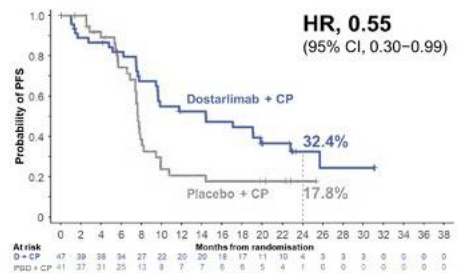 HR, 0.55
(95% CI, 0.30–0.99)
Probability of PFS
1.0
0.8
0.6
0.4
0.2
0
Dostarlimab + CP
32.4%
Placebo + CP
17.8%
0 2 4 6 8 10 12 14 16 18 20 22 24 26 28 30 32 34 36 38
At risk
Months from randomisation
D + CP 47 39 38 34 27 22 20 20 18 17 11 10 4 3 3 3 0 0 0 0
PBO + CP 41 37 31 25 13 8 7 7 6 6 5 4 1 0 0 0 0 0 0 0